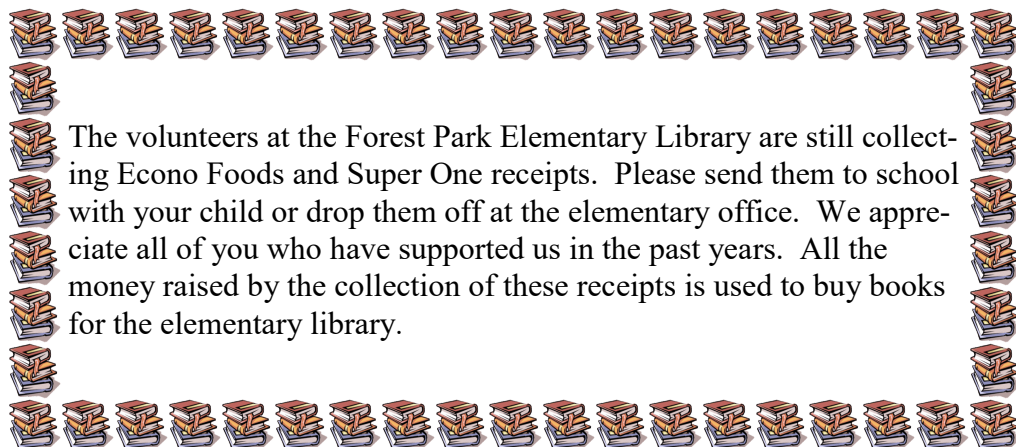 The volunteers at the Forest Park Elementary Library are still collect-
ing Econo Foods and Super One receipts.  Please send them to school
with your child or drop them off at the elementary office.  We appre-
ciate all of you who have supported us in the past years.  All the
money raised by the collection of these receipts is used to buy books
for the elementary library.